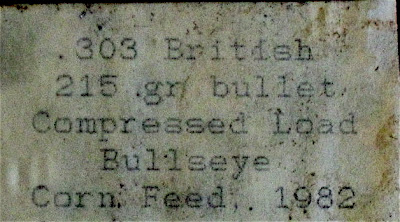 .303 British
215 gr bullet
Compressed Load
Bullseye
Corn Feed, 1982